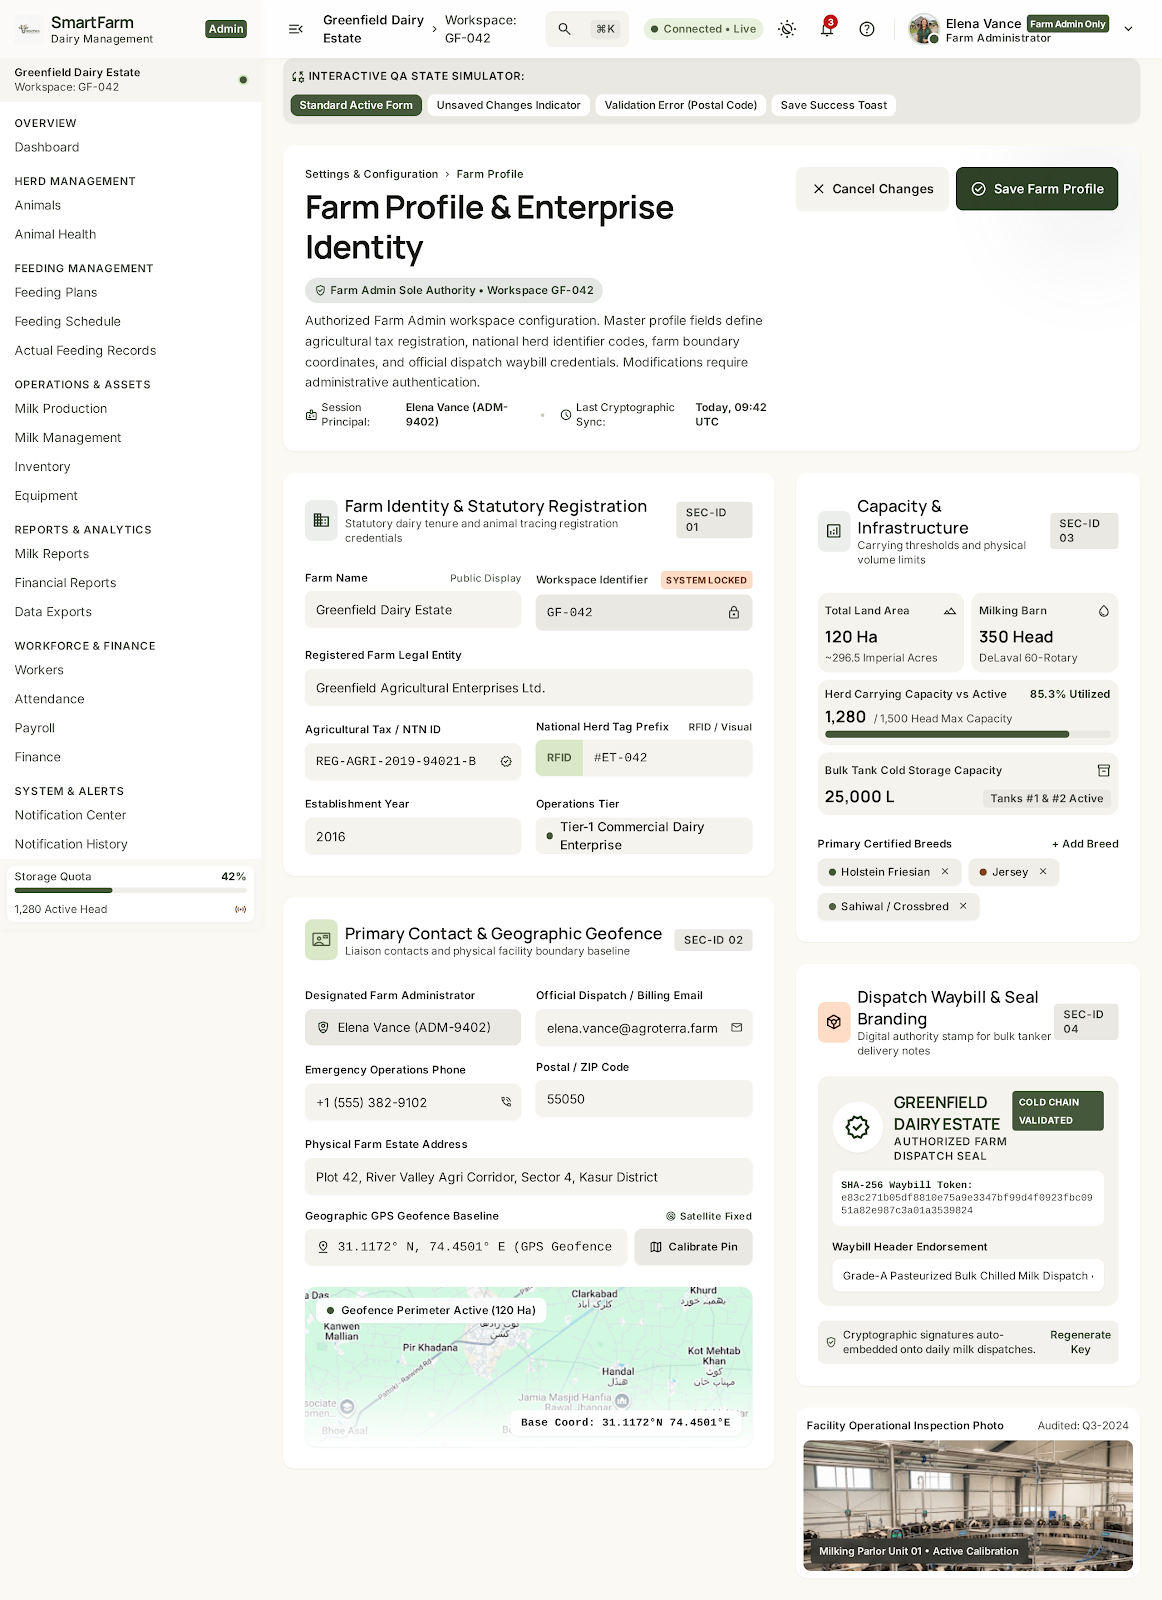 SmartFarm
Dairy Management
Admin
Greenfield Dairy Estate
Workspace: GF-042
OVERVIEW
Dashboard
HERD MANAGEMENT
Animals
Animal Health
FEEDING MANAGEMENT
Feeding Plans
Feeding Schedule
Actual Feeding Records
OPERATIONS & ASSETS
Milk Production
Milk Management
Inventory
Equipment
REPORTS & ANALYTICS
Milk Reports
Financial Reports
Data Exports
WORKFORCE & FINANCE
Workers
Attendance
Payroll
Finance
SYSTEM & ALERTS
Notification Center
Notification History
Storage Quota 42%
1,280 Active Head
Greenfield Dairy Estate › Workspace: GF-042
⌘K
Connected • Live
3
Elena Vance Farm Admin Only
Farm Administrator
INTERACTIVE QA STATE SIMULATOR:
Standard Active Form
Unsaved Changes Indicator
Validation Error (Postal Code)
Save Success Toast
Settings & Configuration › Farm Profile
Farm Profile & Enterprise
Identity
Cancel Changes
Save Farm Profile
Farm Admin Sole Authority • Workspace GF-042
Authorized Farm Admin workspace configuration. Master profile fields define
agricultural tax registration, national herd identifier codes, farm boundary
coordinates, and official dispatch waybill credentials. Modifications require
administrative authentication.
Session Principal: Elena Vance (ADM-9402) • Last Cryptographic Sync: Today, 09:42 UTC
Farm Identity & Statutory Registration
Statutory dairy tenure and animal tracing registration
credentials
SEC-ID 01
Farm Name Public Display
Greenfield Dairy Estate
Workspace Identifier SYSTEM LOCKED
GF-042
Registered Farm Legal Entity
Greenfield Agricultural Enterprises Ltd.
Agricultural Tax / NTN ID
REG-AGRI-2019-94021-B
National Herd Tag Prefix RFID / Visual
RFID #ET-042
Establishment Year
2016
Operations Tier
Tier-1 Commercial Dairy
Enterprise
Primary Contact & Geographic Geofence
Liaison contacts and physical facility boundary baseline
SEC-ID 02
Designated Farm Administrator
Elena Vance (ADM-9402)
Official Dispatch / Billing Email
elena.vance@agroterra.farm
Emergency Operations Phone
+1 (555) 382-9102
Postal / ZIP Code
55050
Physical Farm Estate Address
Plot 42, River Valley Agri Corridor, Sector 4, Kasur District
Geographic GPS Geofence Baseline Satellite Fixed
31.1172° N, 74.4501° E (GPS Geofence
Calibrate Pin
Geofence Perimeter Active (120 Ha)
a Das
Clarkabad
کلرک آباد
Khurd
Kanwen
Mallian
Pir Khadana
Pattoki - Raiwind Rd
Kot Mehtab
Khan
Handal
Jamia Masjid Hanfia
Rawal Jhangar
sociate
omen...
Bhoe Asal
Base Coord: 31.1172°N 74.4501°E
Capacity &
Infrastructure
Carrying thresholds and physical
volume limits
SEC-ID 03
Total Land Area
120 Ha
~296.5 Imperial Acres
Milking Barn
350 Head
DeLaval 60-Rotary
Herd Carrying Capacity vs Active 85.3% Utilized
1,280 / 1,500 Head Max Capacity
Bulk Tank Cold Storage Capacity
25,000 L
Tanks #1 & #2 Active
Primary Certified Breeds + Add Breed
Holstein Friesian ×
Jersey ×
Sahiwal / Crossbred ×
Dispatch Waybill & Seal
Branding
Digital authority stamp for bulk tanker
delivery notes
SEC-ID 04
GREENFIELD
DAIRY ESTATE
AUTHORIZED FARM
DISPATCH SEAL
COLD CHAIN
VALIDATED
SHA-256 Waybill Token:
e83c271b05df8810e75a9e3347bf99d4f0923fbc09
51a82e987c3a01a3539824
Waybill Header Endorsement
Grade-A Pasteurized Bulk Chilled Milk Dispatch
Cryptographic signatures auto-
embedded onto daily milk dispatches.
Regenerate
Key
Facility Operational Inspection Photo Audited: Q3-2024
Milking Parlor Unit 01 • Active Calibration